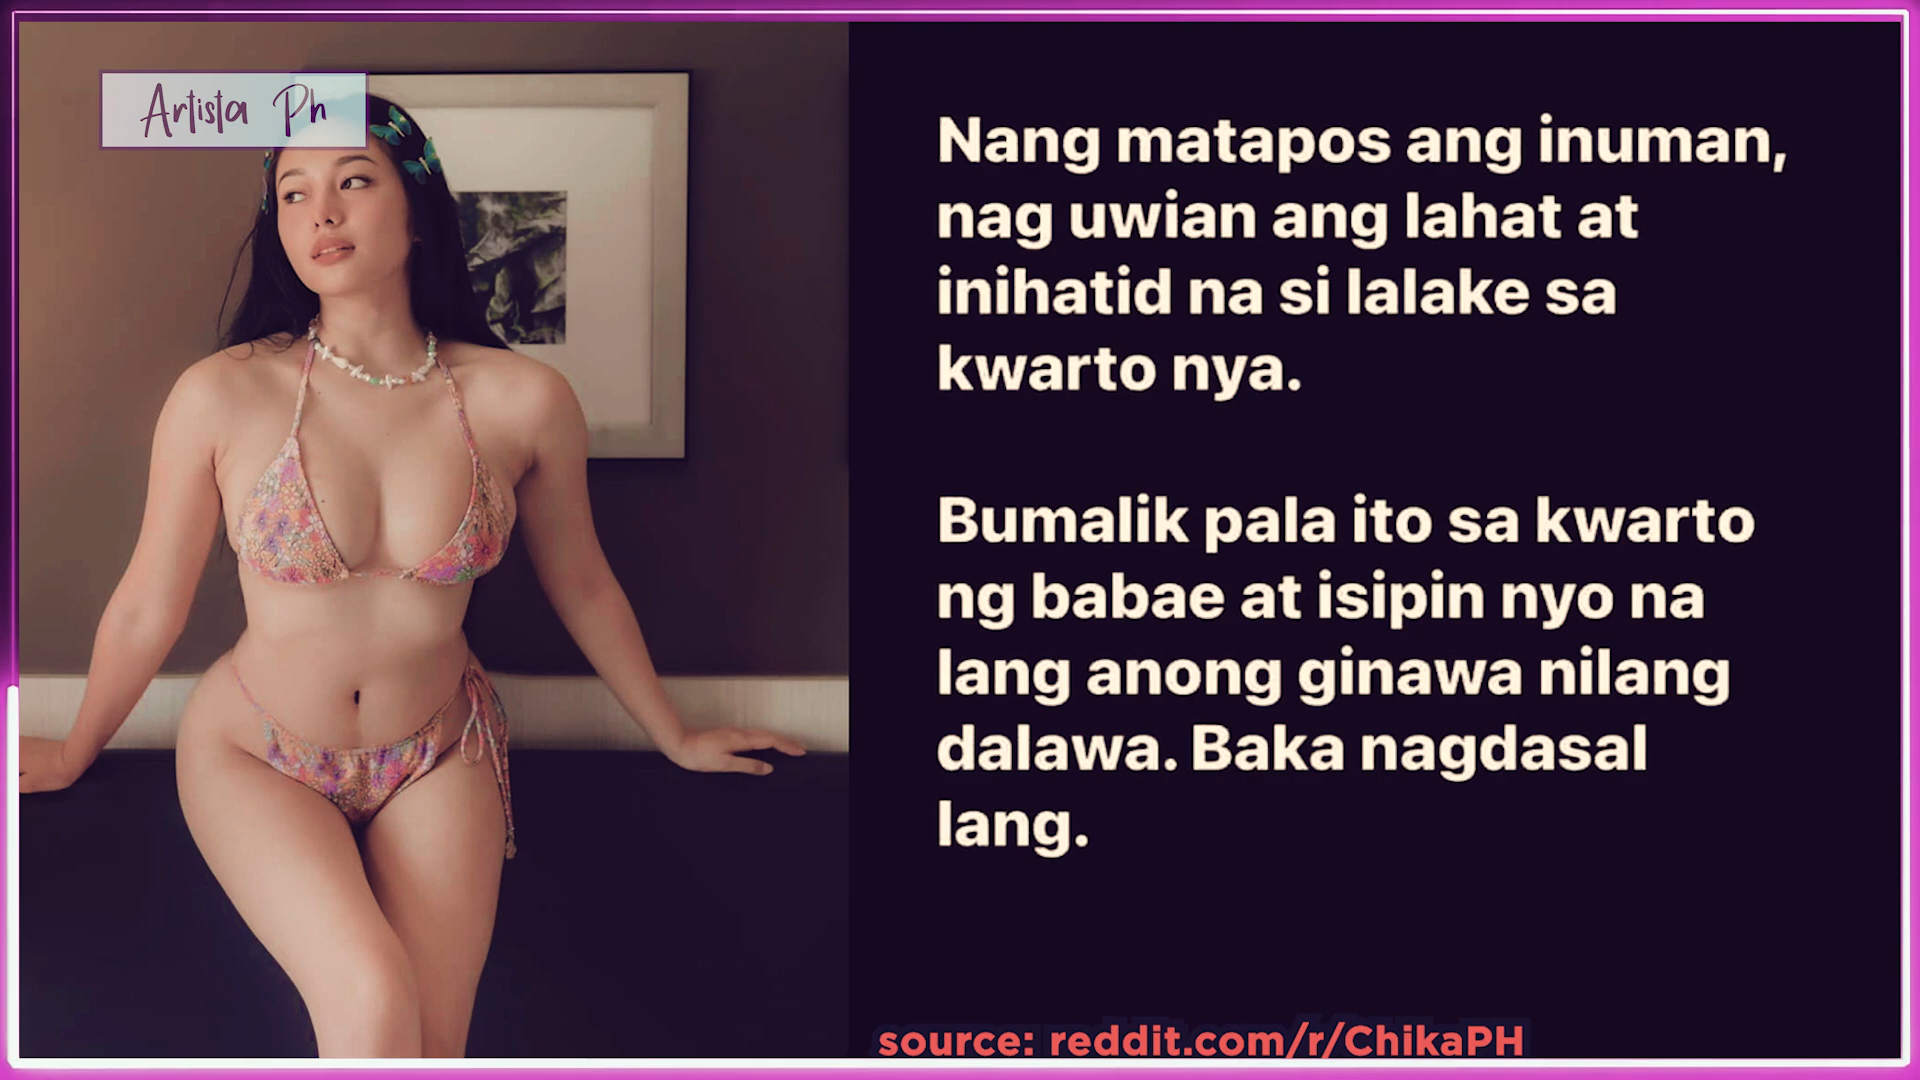 Artista Ph
Nang matapos ang inuman,
nag uwian ang lahat at
inihatid na si lalake sa
kwarto nya.
Bumalik pala ito sa kwarto
ng babae at isipin nyo na
lang anong ginawa nilang
dalawa. Baka nagdasal
lang.
source: reddit.com/r/ChikaPH